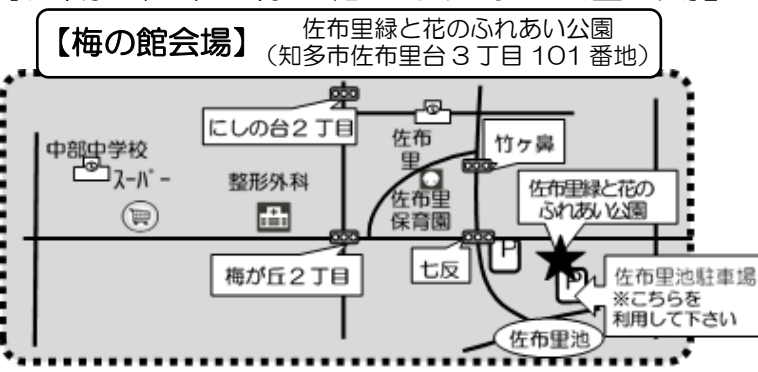 【梅の館会場】
佐布里緑と花のふれあい公園
（知多市佐布里台3丁目101番地）
にしの台2丁目
中部中学校
スーパー
整形外科
佐布
里
佐布里
保育園
竹ヶ鼻
佐布里緑と花の
ふれあい公園
梅が丘2丁目
七反
P
P
佐布里池駐車場
※こちらを
利用して下さい
佐布里池